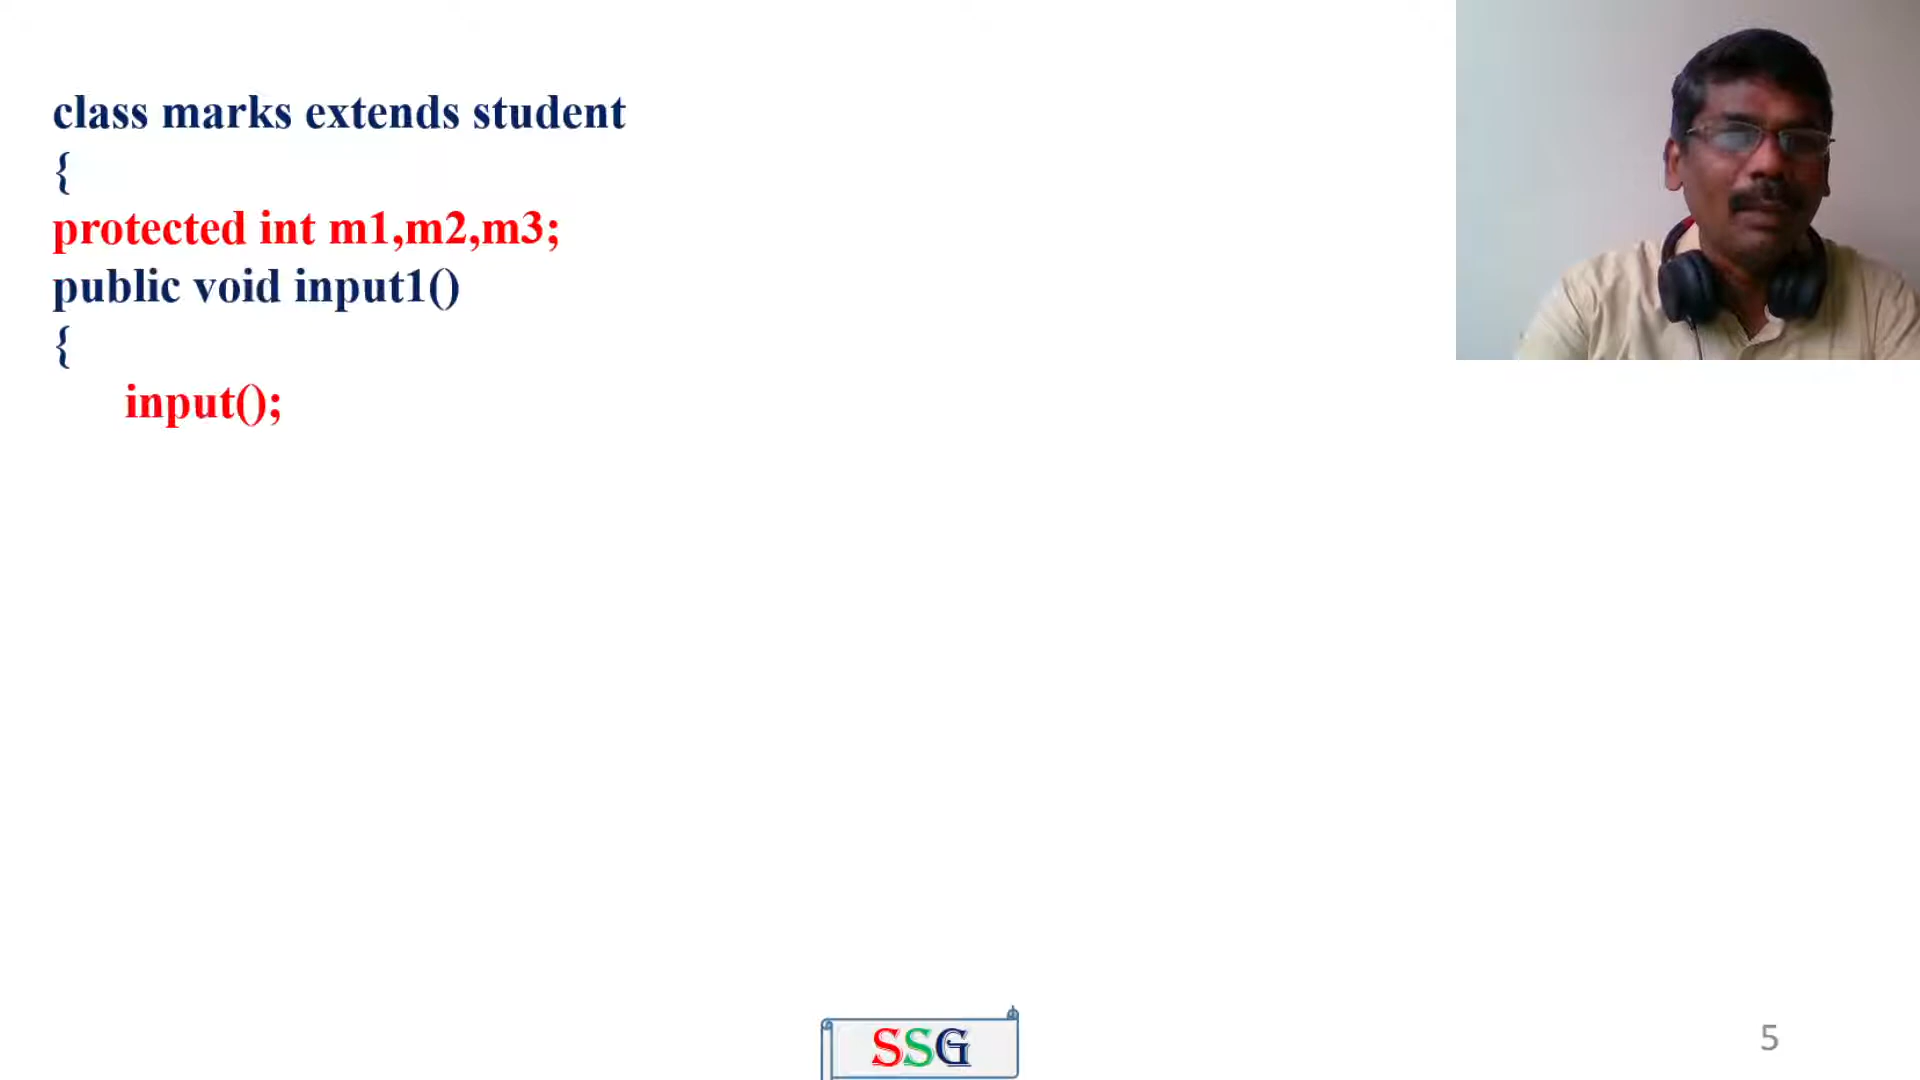 class marks extends student
{
protected int m1,m2,m3;
public void input1()
{
input();
SSG
5